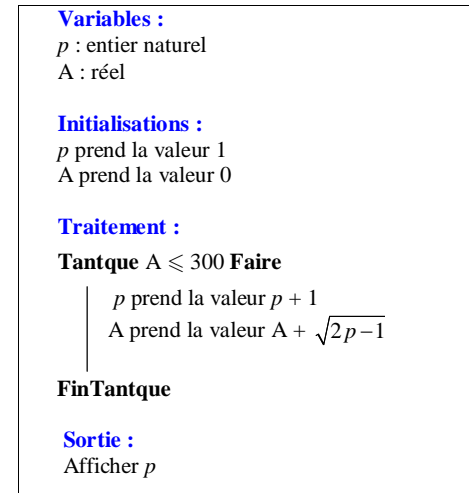 Variables :
p : entier naturel
A : réel
Initialisations :
p prend la valeur 1
A prend la valeur 0
Traitement :
Tantque A ⩽ 300 Faire
p prend la valeur p + 1
A prend la valeur A + √(2p−1)
FinTantque
Sortie :
Afficher p